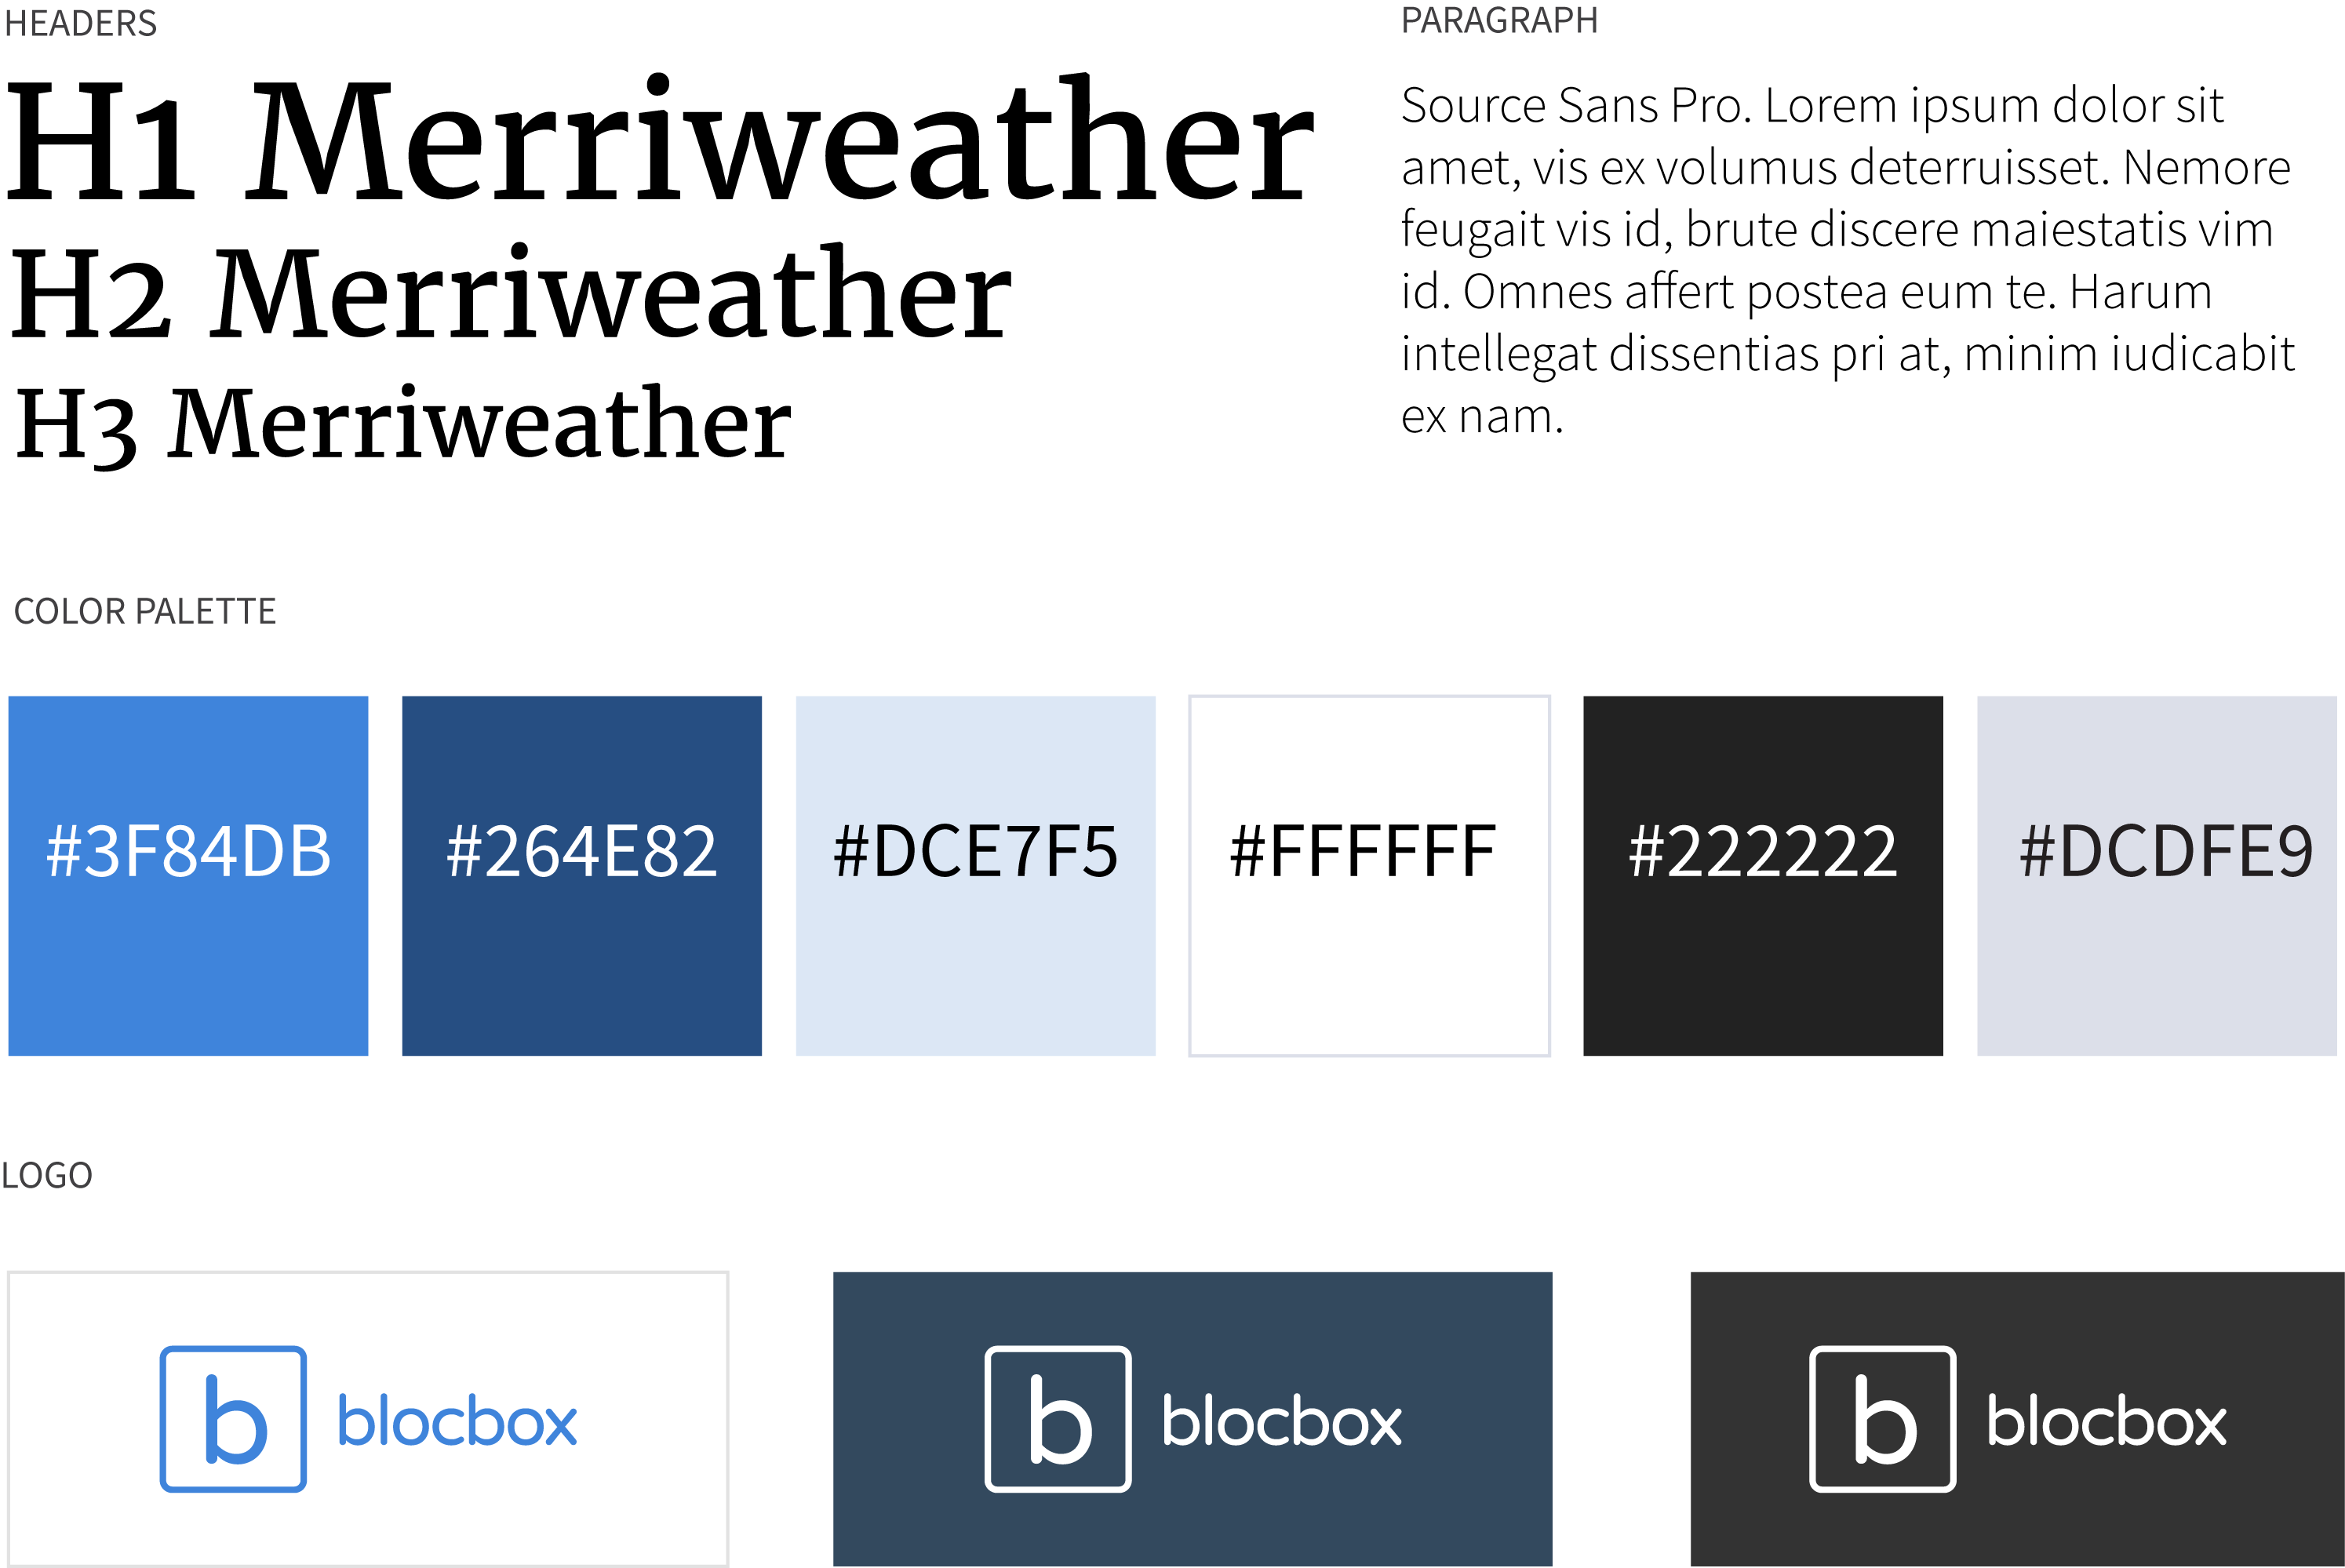 HEADERS
H1 Merriweather
H2 Merriweather
H3 Merriweather
PARAGRAPH
Source Sans Pro. Lorem ipsum dolor sit
amet, vis ex volumus deterruisset. Nemore
feugait vis id, brute discere maiestatis vim
id. Omnes affert postea eum te. Harum
intellegat dissentias pri at, minim iudicabit
ex nam.
COLOR PALETTE
#3F84DB
#264E82
#DCE7F5
#FFFFFF
#222222
#DCDFE9
LOGO
b blocbox
b blocbox
b blocbox